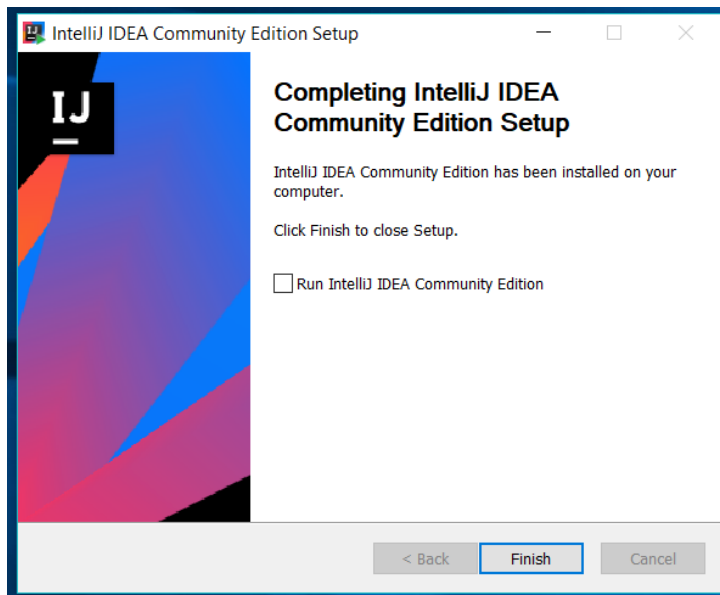 IntelliJ IDEA Community Edition Setup
IJ
Completing IntelliJ IDEA
Community Edition Setup
IntelliJ IDEA Community Edition has been installed on your
computer.
Click Finish to close Setup.
Run IntelliJ IDEA Community Edition
< Back
Finish
Cancel